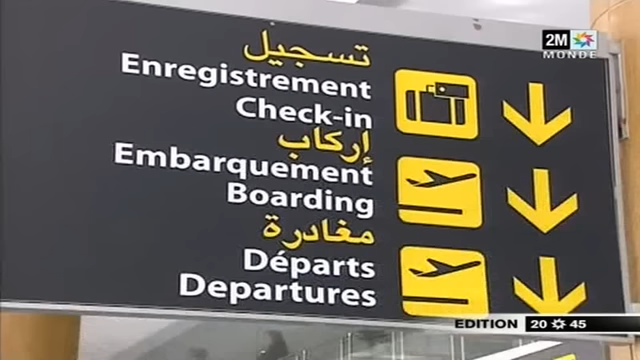 تسجيل
Enregistrement
Check-in
إركاب
Embarquement
Boarding
مغادرة
Départs
Departures
2M
MONDE
EDITION 20 45